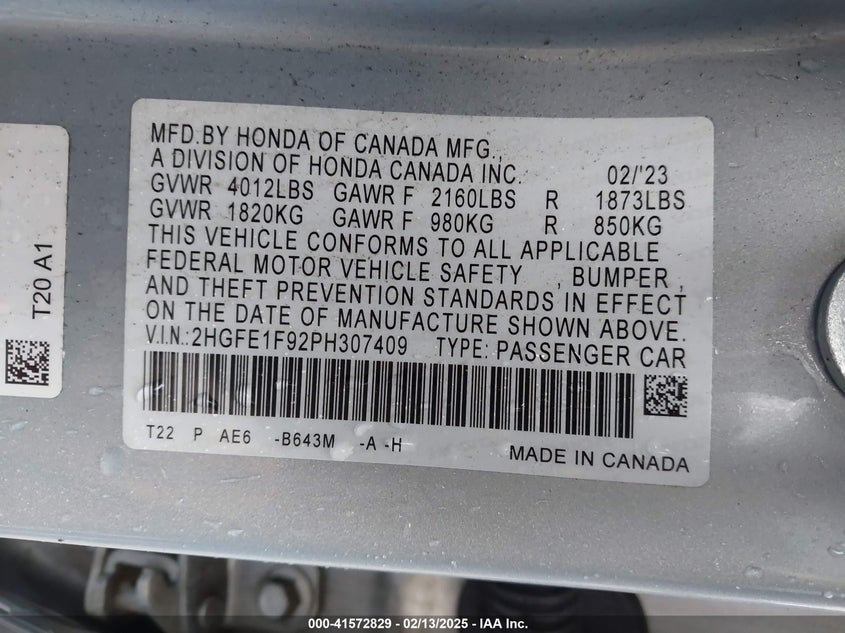 MFD.BY HONDA OF CANADA MFG.,
A DIVISION OF HONDA CANADA INC. 02/'23
GVWR 4012LBS GAWR F 2160LBS R 1873LBS
GVWR 1820KG GAWR F 980KG R 850KG
THIS VEHICLE CONFORMS TO ALL APPLICABLE
FEDERAL MOTOR VEHICLE SAFETY , BUMPER ,
AND THEFT PREVENTION STANDARDS IN EFFECT
ON THE DATE OF MANUFACTURE SHOWN ABOVE.
V.I.N.:2HGFE1F92PH307409 TYPE: PASSENGER CAR
T22 P AE6 -B643M -A -H
MADE IN CANADA
T20 A1
000-41572829 - 02/13/2025 - IAA Inc.